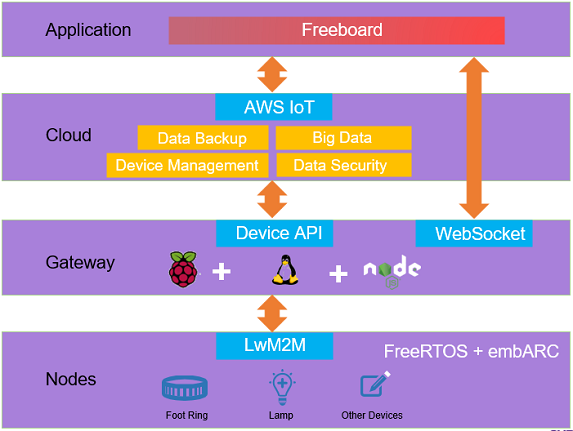 Application
Freeboard
AWS IoT
Cloud
Data Backup
Big Data
Device Management
Data Security
Device API
WebSocket
Gateway
node
LwM2M
FreeRTOS + embARC
Nodes
Foot Ring
Lamp
Other Devices